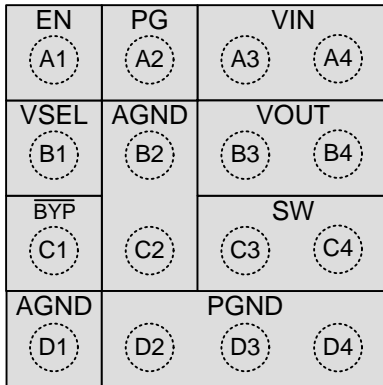 EN PG VIN
A1 A2 A3 A4
VSEL AGND VOUT
B1 B2 B3 B4
BYP SW
C1 C2 C3 C4
AGND PGND
D1 D2 D3 D4